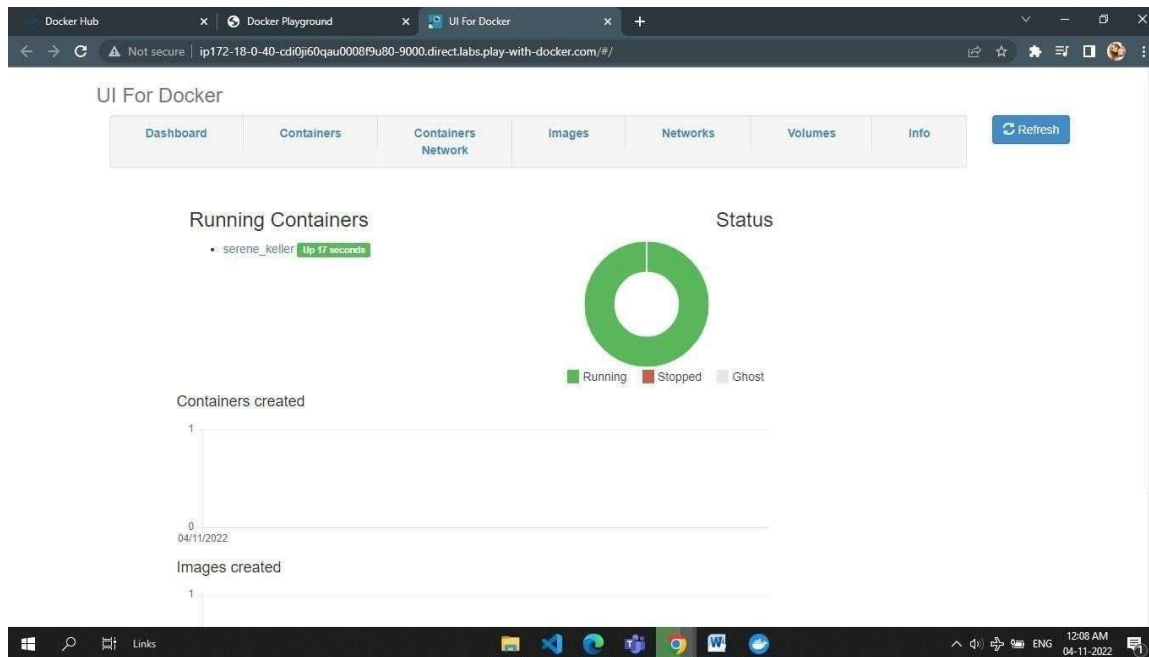 Docker Hub
Docker Playground
UI For Docker
Not secure
ip172-18-0-40-cdi0ji60qau0008f9u80-9000.direct.labs.play-with-docker.com/#/
UI For Docker
Dashboard
Containers
Containers
Network
Images
Networks
Volumes
Info
Refresh
Running Containers
serene_keller Up 17 seconds
Status
Running
Stopped
Ghost
Containers created
1
0
04/11/2022
Images created
1
Links
ENG
12:08 AM
04-11-2022
1